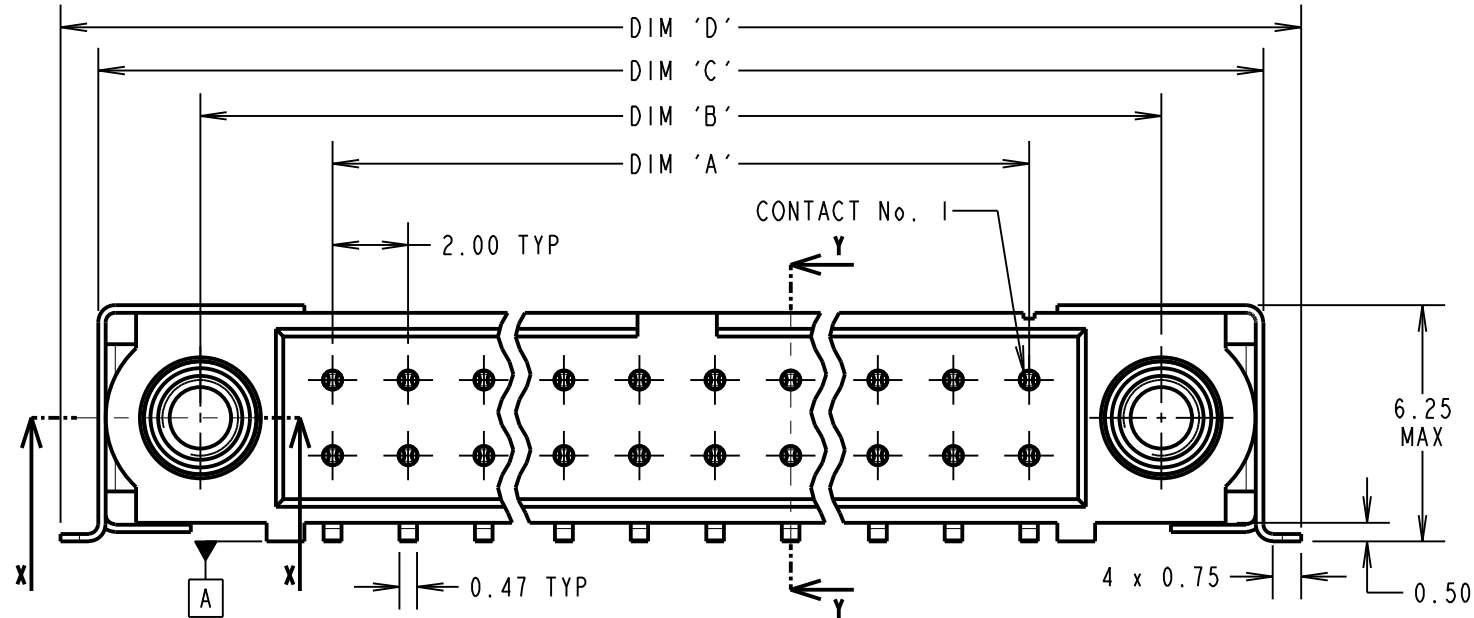 DIM 'D'
DIM 'C'
DIM 'B'
DIM 'A'
CONTACT No. 1
2.00 TYP
Y
6.25
MAX
X
X
A
0.47 TYP
Y
4 x 0.75
0.50